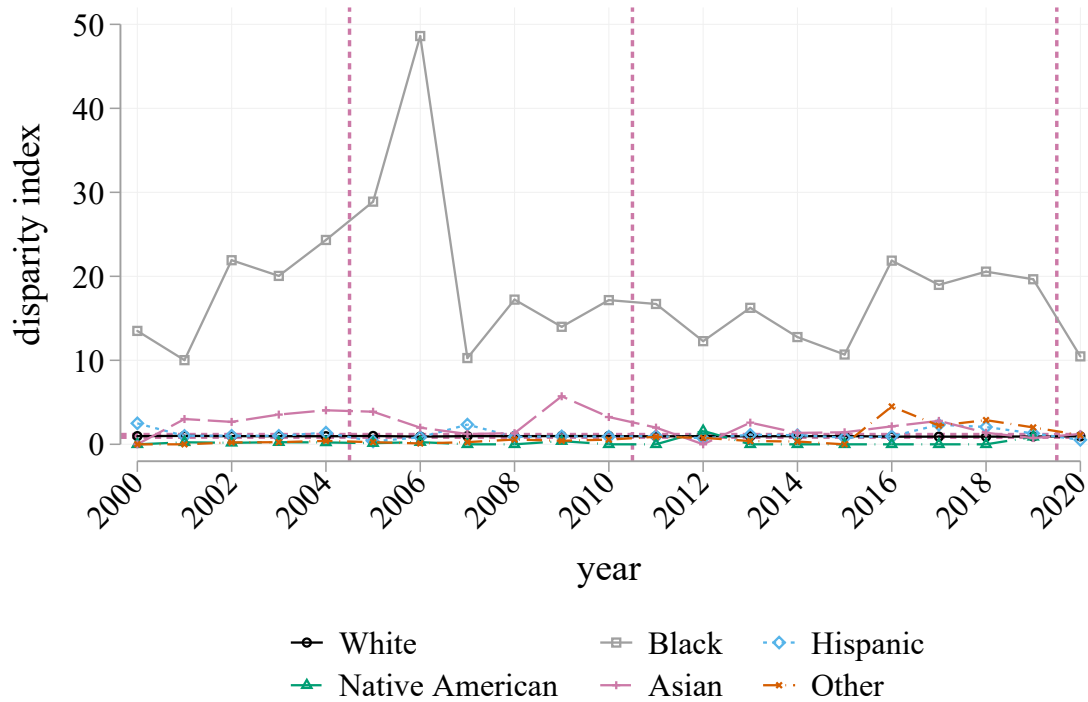 50
40
30
20
10
0
disparity index
2000
2002
2004
2006
2008
2010
2012
2014
2016
2018
2020
year
White
Black
Hispanic
Native American
Asian
Other